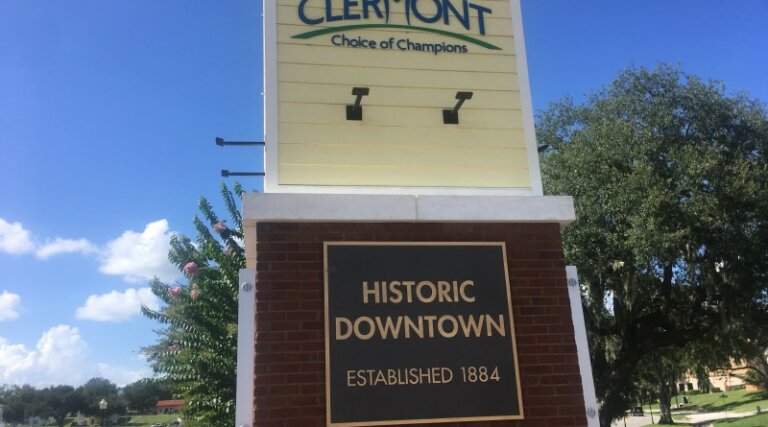 CLERMONT
Choice of Champions
HISTORIC
DOWNTOWN
ESTABLISHED 1884